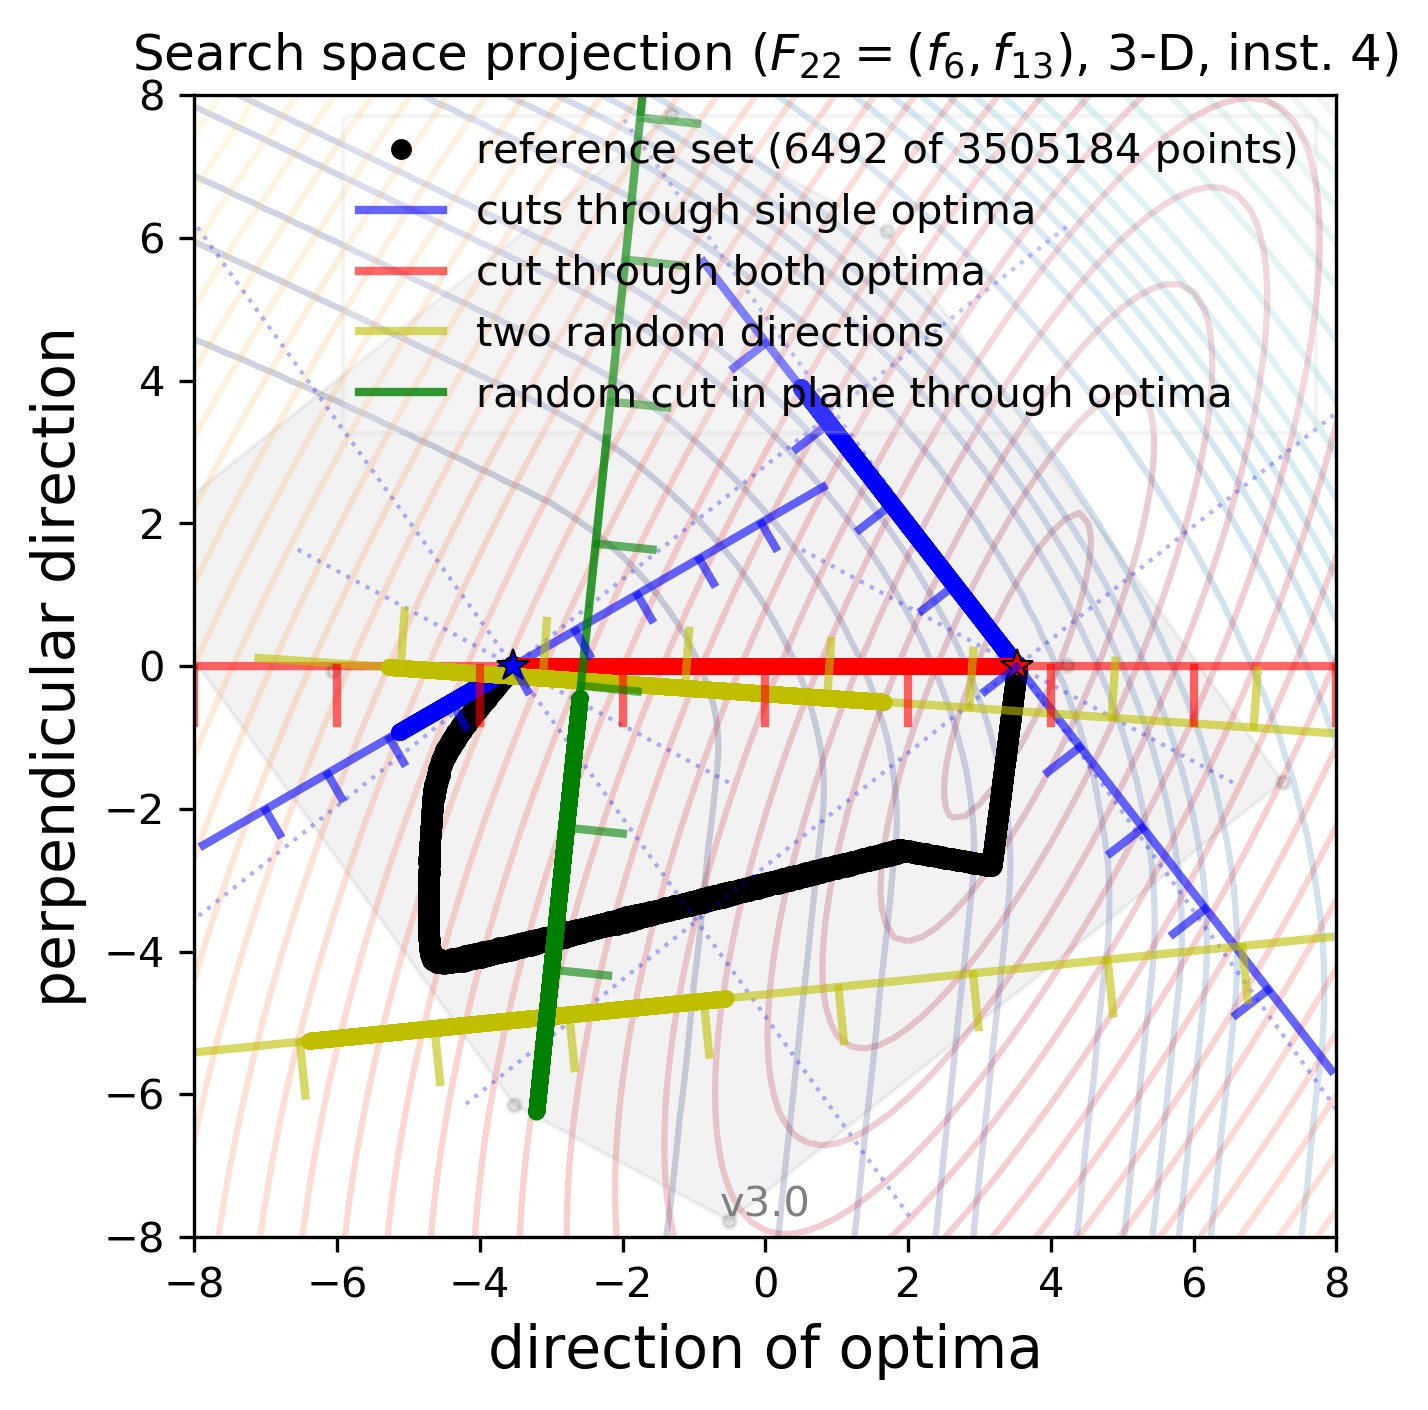 Search space projection ($F_{22} = (f_6, f_{13})$, 3-D, inst. 4)
reference set (6492 of 3505184 points)
cuts through single optima
cut through both optima
two random directions
random cut in plane through optima
perpendicular direction
8
6
4
2
0
−2
−4
−6
−8
v3.0
−8 −6 −4 −2 0 2 4 6 8
direction of optima